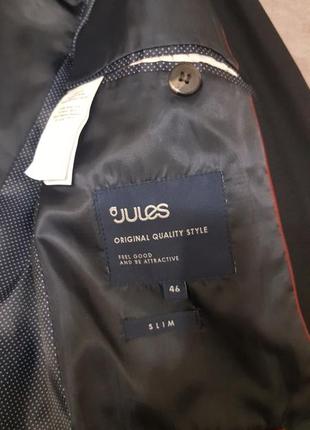 JULES
ORIGINAL QUALITY STYLE
FEEL GOOD
AND BE ATTRACTIVE
46
SLIM